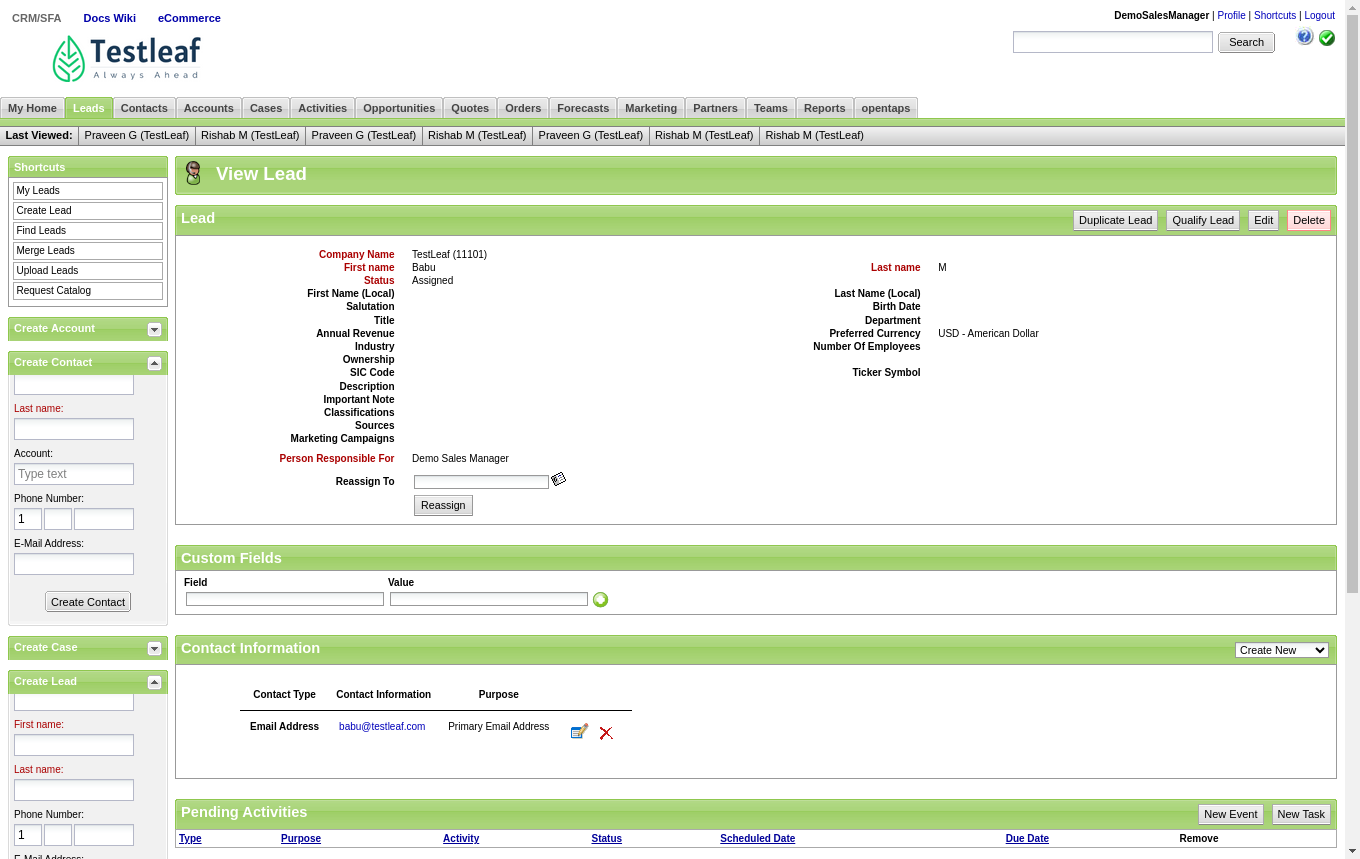 CRM/SFA Docs Wiki eCommerce
DemoSalesManager | Profile | Shortcuts | Logout
Testleaf
Always Ahead
Search
My Home Leads Contacts Accounts Cases Activities Opportunities Quotes Orders Forecasts Marketing Partners Teams Reports opentaps
Last Viewed: Praveen G (TestLeaf) Rishab M (TestLeaf) Praveen G (TestLeaf) Rishab M (TestLeaf) Praveen G (TestLeaf) Rishab M (TestLeaf) Rishab M (TestLeaf)
Shortcuts
My Leads
Create Lead
Find Leads
Merge Leads
Upload Leads
Request Catalog
Create Account
Create Contact
Last name:
Account:
Type text
Phone Number:
1
E-Mail Address:
Create Contact
Create Case
Create Lead
First name:
Last name:
Phone Number:
1
E-Mail Address:
View Lead
Lead
Duplicate Lead Qualify Lead Edit Delete
Company Name TestLeaf (11101)
First name Babu Last name M
Status Assigned
First Name (Local) Last Name (Local)
Salutation Birth Date
Title Department
Annual Revenue Preferred Currency USD - American Dollar
Industry Number Of Employees
Ownership
SIC Code Ticker Symbol
Description
Important Note
Classifications
Sources
Marketing Campaigns
Person Responsible For Demo Sales Manager
Reassign To
Reassign
Custom Fields
Field Value
Contact Information
Create New
Contact Type Contact Information Purpose
Email Address babu@testleaf.com Primary Email Address
Pending Activities
New Event New Task
Type Purpose Activity Status Scheduled Date Due Date Remove